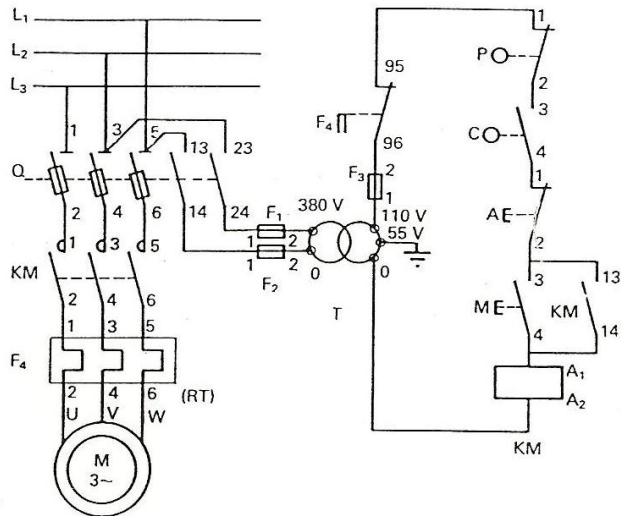 L₁
L₂
L₃
1 3 5 13 23
Q
2 4 6 14 24
F₁
1 2
1 2
F₂
380 V
0
110 V
55 V
0
T
1 3 5
KM
2 4 6
1 3 5
F₄
2 4 6
(RT)
U V W
M
3~
95
F₄
96
F₃
2
1
1
P
2
3
C
4
1
AE
2
3
ME
4
13
KM
14
A₁
A₂
KM